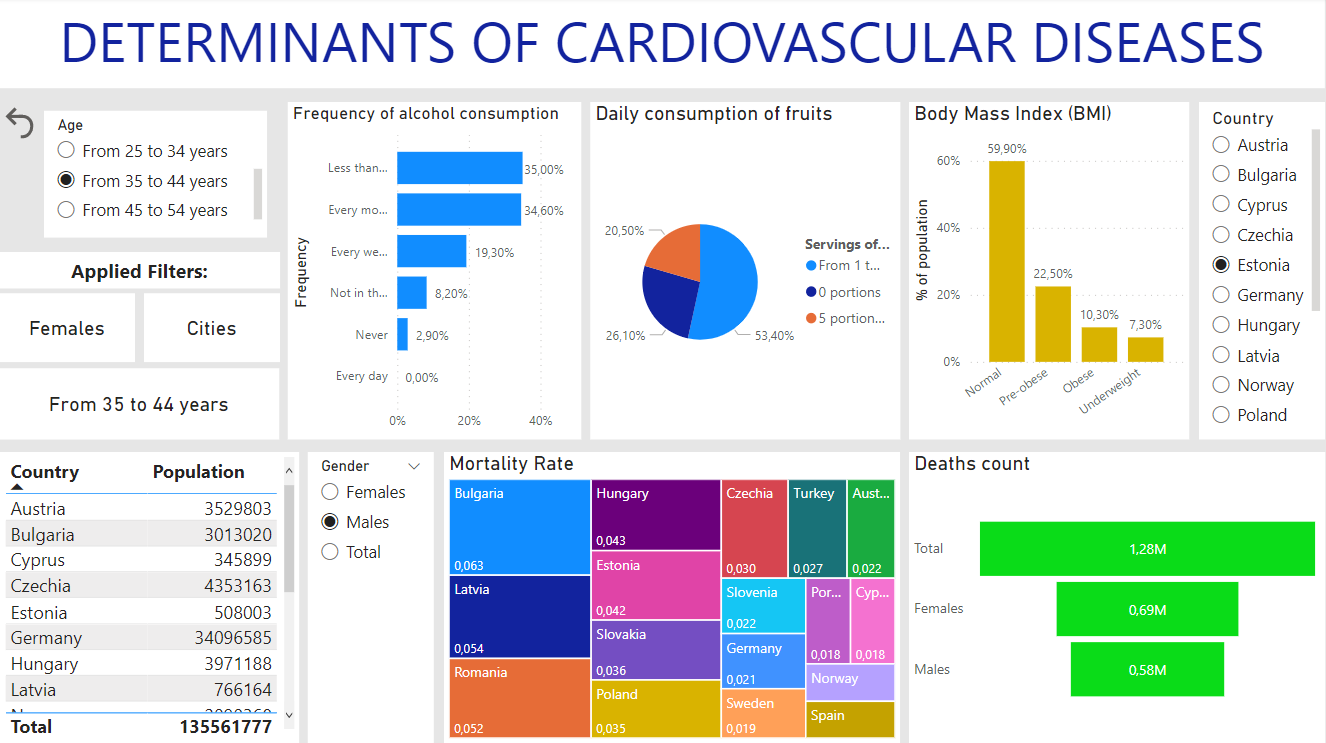 DETERMINANTS OF CARDIOVASCULAR DISEASES
Age
From 25 to 34 years
From 35 to 44 years
From 45 to 54 years
Applied Filters:
Females
Cities
From 35 to 44 years
Frequency of alcohol consumption
Frequency
Less than...
35,00%
Every mo...
34,60%
Every we...
19,30%
Not in th...
8,20%
Never
2,90%
Every day
0,00%
0%
20%
40%
Daily consumption of fruits
20,50%
26,10%
53,40%
Servings of...
From 1 t...
0 portions
5 portion...
Body Mass Index (BMI)
% of population
60%
40%
20%
0%
59,90%
22,50%
10,30%
7,30%
Normal
Pre-obese
Obese
Underweight
Country
Austria
Bulgaria
Cyprus
Czechia
Estonia
Germany
Hungary
Latvia
Norway
Poland
Country Population
Austria 3529803
Bulgaria 3013020
Cyprus 345899
Czechia 4353163
Estonia 508003
Germany 34096585
Hungary 3971188
Latvia 766164
Total 135561777
Gender
Females
Males
Total
Mortality Rate
Bulgaria
0,063
Latvia
0,054
Romania
0,052
Hungary
0,043
Estonia
0,042
Slovakia
0,036
Poland
0,035
Czechia
0,030
Turkey
0,027
Aust...
0,022
Slovenia
0,022
Germany
0,021
Sweden
0,019
Por...
0,018
Cyp...
0,018
Norway
Spain
Deaths count
Total
1,28M
Females
0,69M
Males
0,58M